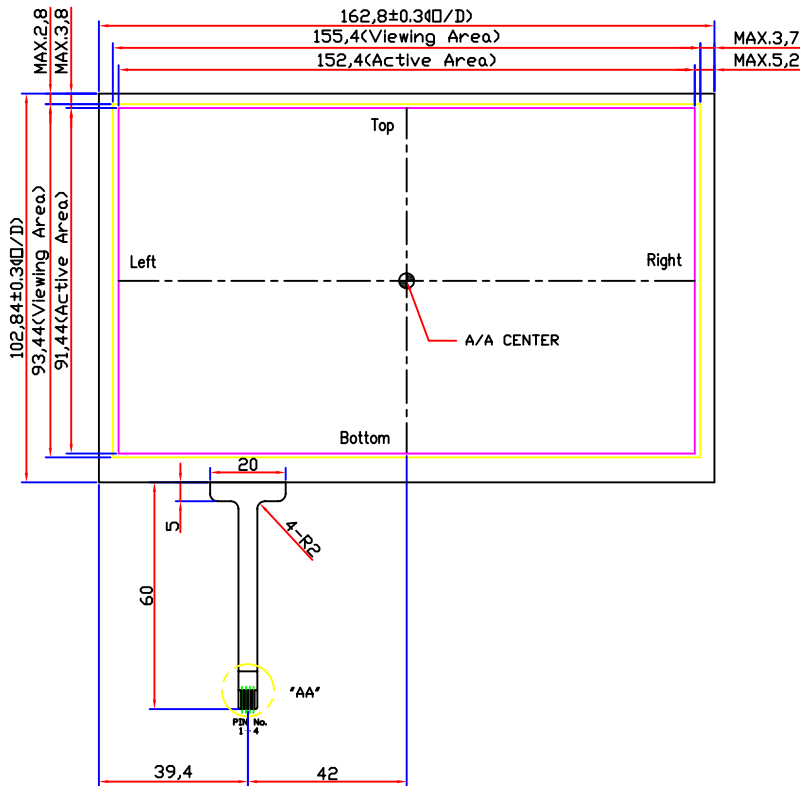 162,8±0.3(O/D)
155,4(Viewing Area)
152,4(Active Area)
MAX.3,7
MAX.5,2
MAX.2,8
MAX.3,8
Top
Left
Right
A/A CENTER
Bottom
102,84±0.3(O/D)
93,44(Viewing Area)
91,44(Active Area)
20
5
4-R2
60
"AA"
PIN No.
1 4
39,4
42